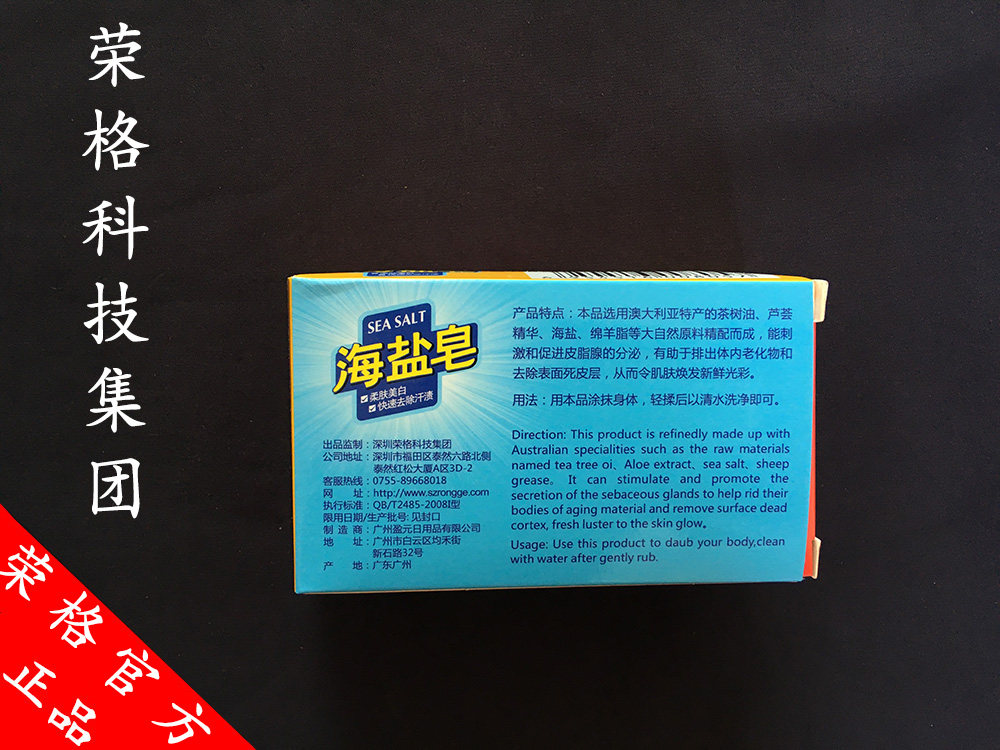 荣格科技集团
SEA SALT
海盐皂
柔肤美白
快速去除汗渍
出品监制：深圳荣格科技集团
公司地址：深圳市福田区泰然六路北侧
泰然红松大厦A区3D-2
客服热线：0755-89668018
网 址：http://www.szrongge.com
执行标准：QB/T2485-2008I型
限用日期/生产批号: 见封口
制 造 商：广州盈元日用品有限公司
地 址：广州市白云区均禾街
新石路32号
产 地：广东广州
产品特点：本品选用澳大利亚特产的茶树油、芦荟
精华、海盐、绵羊脂等大自然原料精配而成，能刺
激和促进皮脂腺的分泌，有助于排出体内老化物和
去除表面死皮层，从而令肌肤焕发新鲜光彩。
用法：用本品涂抹身体，轻揉后以清水洗净即可。
Direction: This product is refinedly made up with
Australian specialities such as the raw materials
named tea tree oi、Aloe extract、sea salt、sheep
grease。 It can stimulate and promote the
secretion of the sebaceous glands to help rid their
bodies of aging material and remove surface dead
cortex, fresh luster to the skin glow。
Usage: Use this product to daub your body,clean
with water after gently rub.
荣格官方
正品